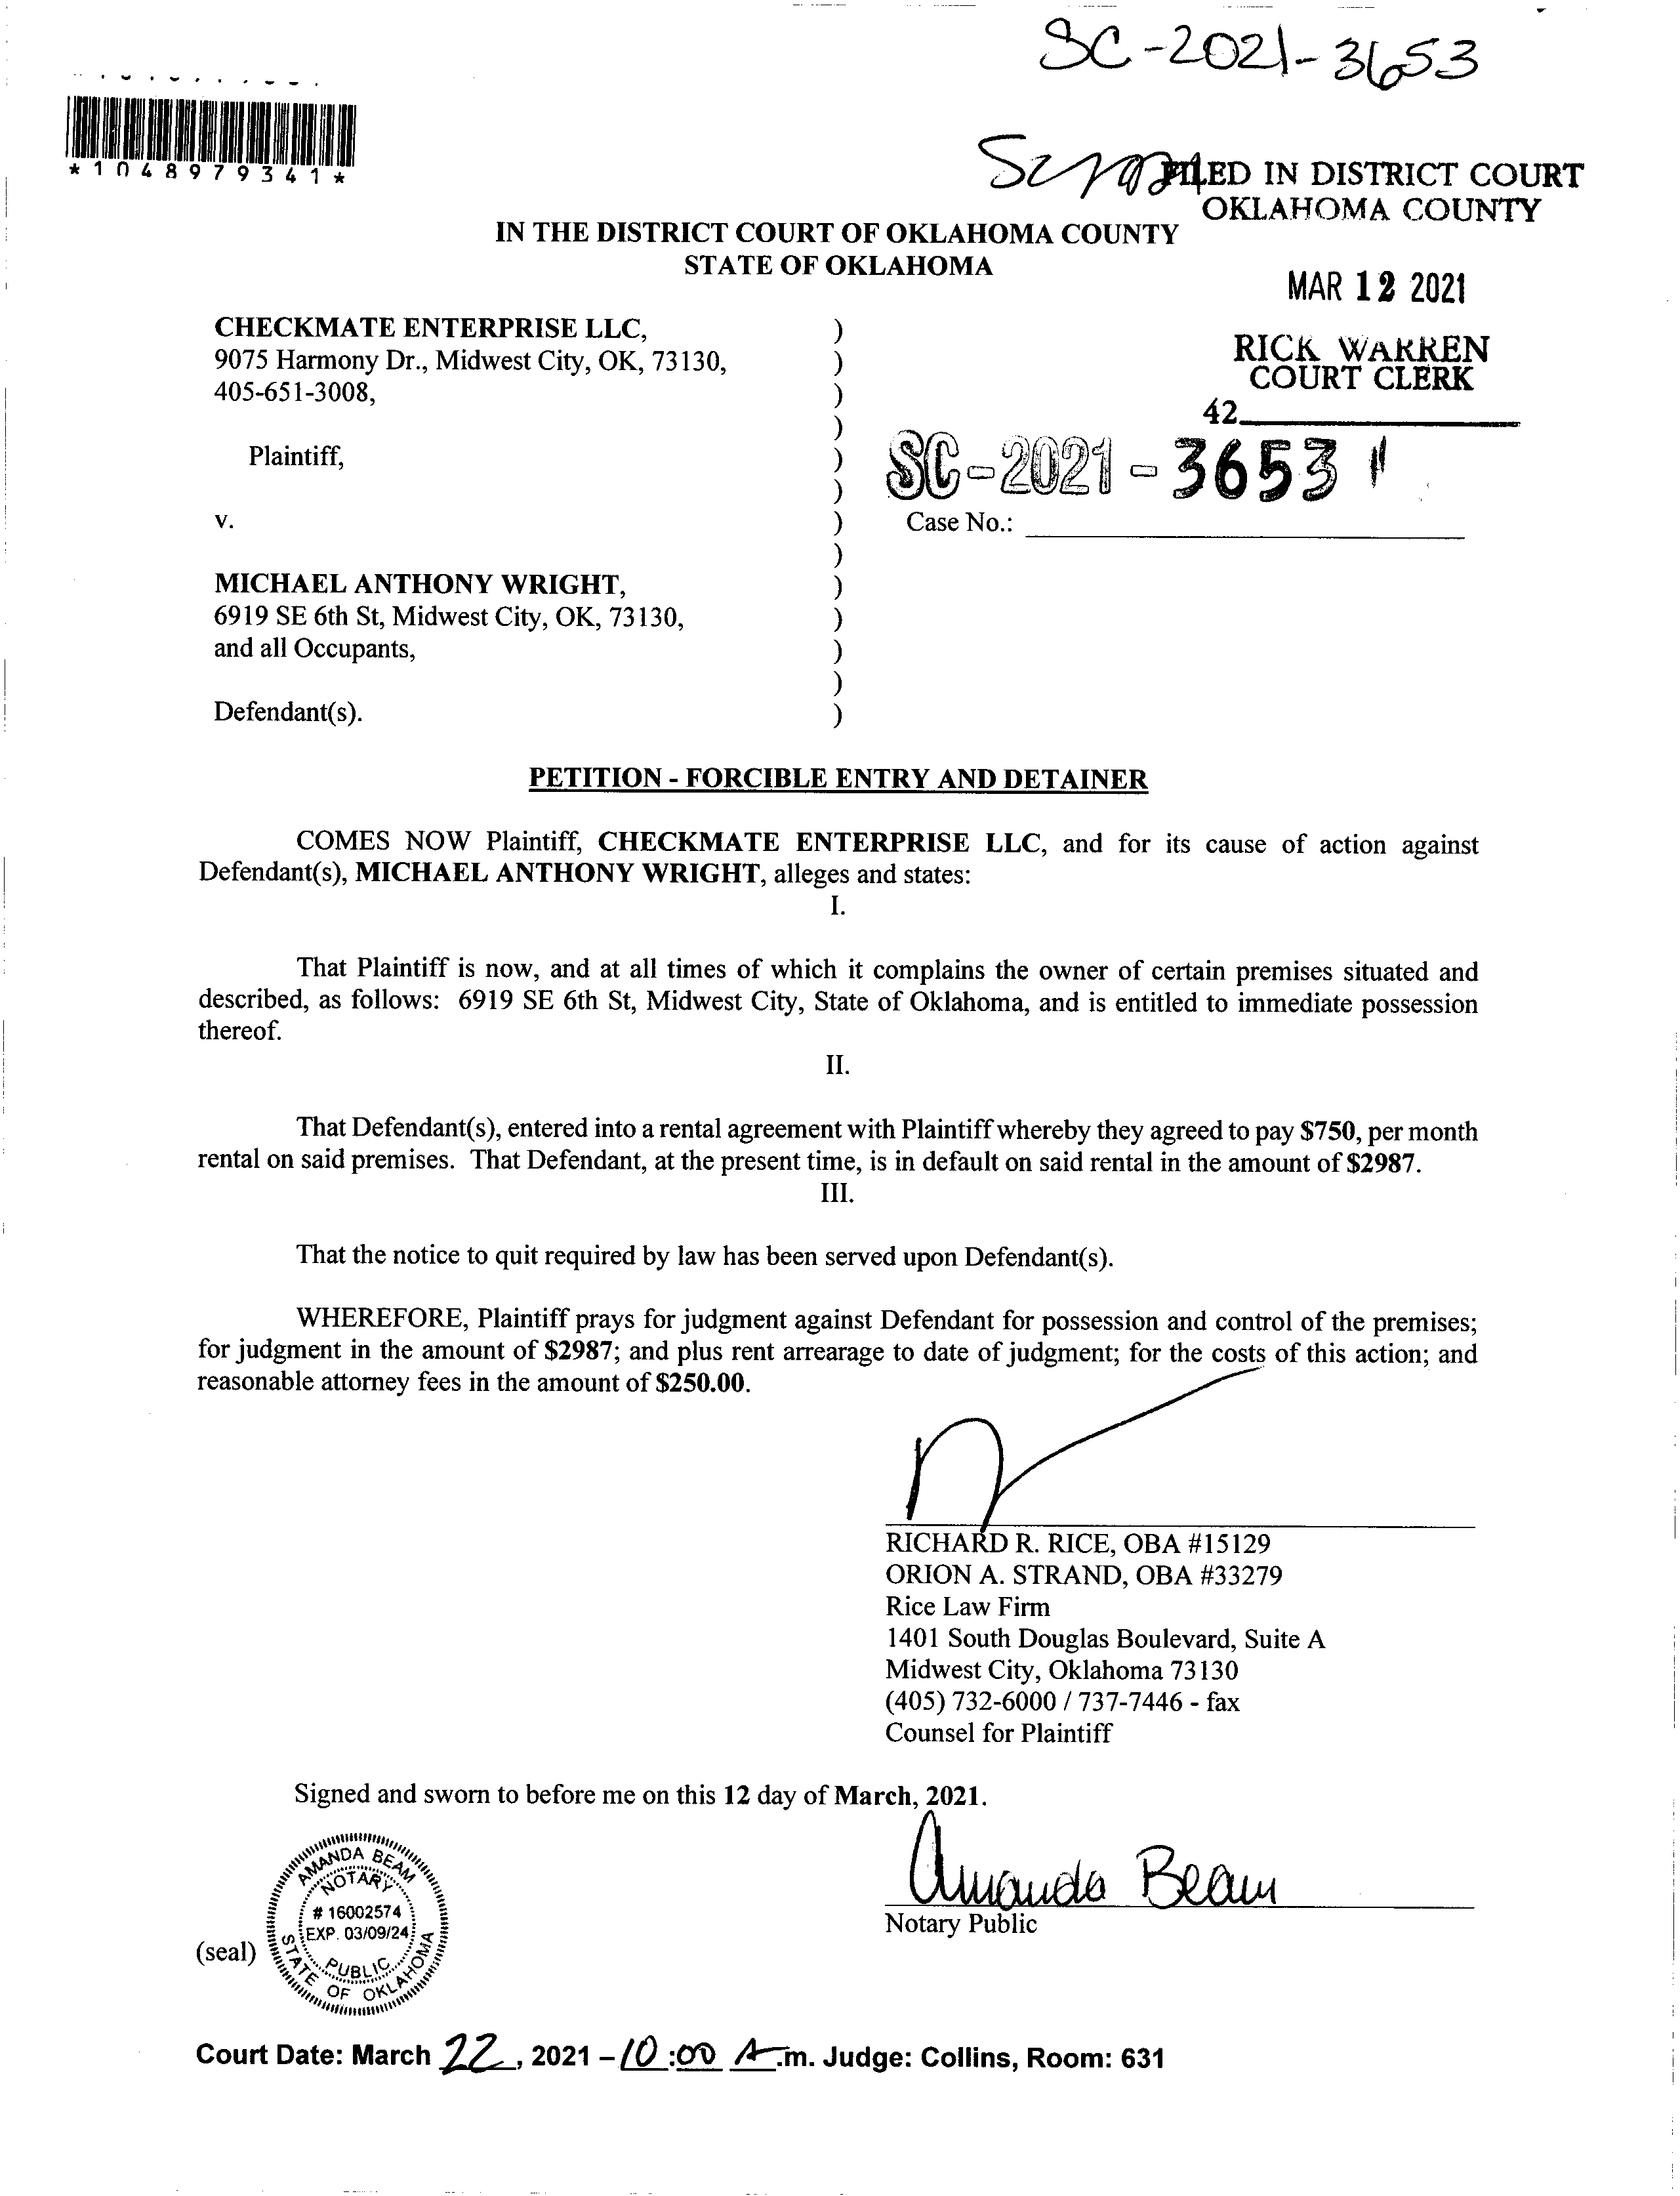 SC-2021-3653
*1048979341*
FILED IN DISTRICT COURT
OKLAHOMA COUNTY
IN THE DISTRICT COURT OF OKLAHOMA COUNTY
STATE OF OKLAHOMA
MAR 12 2021
RICK WARREN
COURT CLERK
42
CHECKMATE ENTERPRISE LLC, )
9075 Harmony Dr., Midwest City, OK, 73130, )
405-651-3008, )
)
Plaintiff, )
)
SC-2021-3653
v. ) Case No.:
)
MICHAEL ANTHONY WRIGHT, )
6919 SE 6th St, Midwest City, OK, 73130, )
and all Occupants, )
)
Defendant(s). )
PETITION - FORCIBLE ENTRY AND DETAINER
COMES NOW Plaintiff, CHECKMATE ENTERPRISE LLC, and for its cause of action against
Defendant(s), MICHAEL ANTHONY WRIGHT, alleges and states:
I.
That Plaintiff is now, and at all times of which it complains the owner of certain premises situated and
described, as follows: 6919 SE 6th St, Midwest City, State of Oklahoma, and is entitled to immediate possession
thereof.
II.
That Defendant(s), entered into a rental agreement with Plaintiff whereby they agreed to pay $750, per month
rental on said premises. That Defendant, at the present time, is in default on said rental in the amount of $2987.
III.
That the notice to quit required by law has been served upon Defendant(s).
WHEREFORE, Plaintiff prays for judgment against Defendant for possession and control of the premises;
for judgment in the amount of $2987; and plus rent arrearage to date of judgment; for the costs of this action; and
reasonable attorney fees in the amount of $250.00.
RICHARD R. RICE, OBA #15129
ORION A. STRAND, OBA #33279
Rice Law Firm
1401 South Douglas Boulevard, Suite A
Midwest City, Oklahoma 73130
(405) 732-6000 / 737-7446 - fax
Counsel for Plaintiff
Signed and sworn to before me on this 12 day of March, 2021.
Amanda Beam
Notary Public
(seal)
AMANDA BEAM
NOTARY
# 16002574
EXP. 03/09/24
PUBLIC
STATE OF OKLAHOMA
Court Date: March 22, 2021 - 10:00 A.m. Judge: Collins, Room: 631